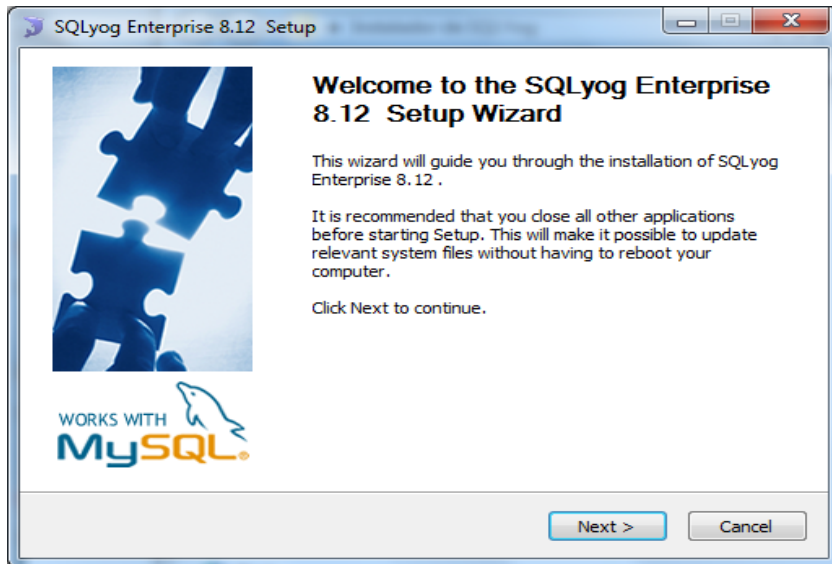 SQLyog Enterprise 8.12 Setup
Welcome to the SQLyog Enterprise
8.12 Setup Wizard
This wizard will guide you through the installation of SQLyog
Enterprise 8.12 .
It is recommended that you close all other applications
before starting Setup. This will make it possible to update
relevant system files without having to reboot your
computer.
Click Next to continue.
WORKS WITH
MySQL®
Next >
Cancel